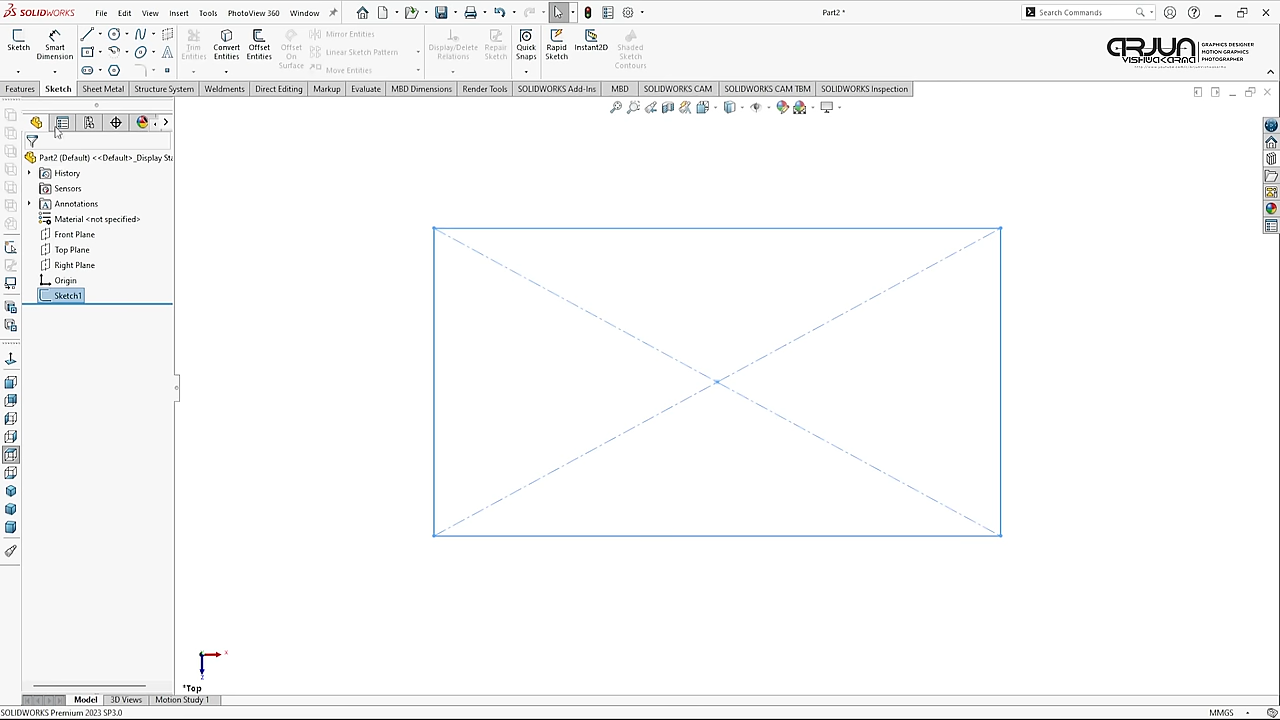 SOLIDWORKS File Edit View Insert Tools PhotoView 360 Window Part2 * Search Commands
Sketch Smart Dimension Trim Entities Convert Entities Offset Entities Offset On Surface Mirror Entities Linear Sketch Pattern Move Entities Display/Delete Relations Repair Sketch Quick Snaps Rapid Sketch Instant2D Shaded Sketch Contours
ARJUN VISHWAKARMA GRAPHICS DESIGNER MOTION GRAPHICS PHOTOGRAPHER
Features Sketch Sheet Metal Structure System Weldments Direct Editing Markup Evaluate MBD Dimensions Render Tools SOLIDWORKS Add-Ins MBD SOLIDWORKS CAM SOLIDWORKS CAM TBM SOLIDWORKS Inspection
Part2 (Default) <<Default>_Display Sta
History
Sensors
Annotations
Material <not specified>
Front Plane
Top Plane
Right Plane
Origin
Sketch1
x
z
*Top
Model 3D Views Motion Study 1
SOLIDWORKS Premium 2023 SP3.0 MMGS